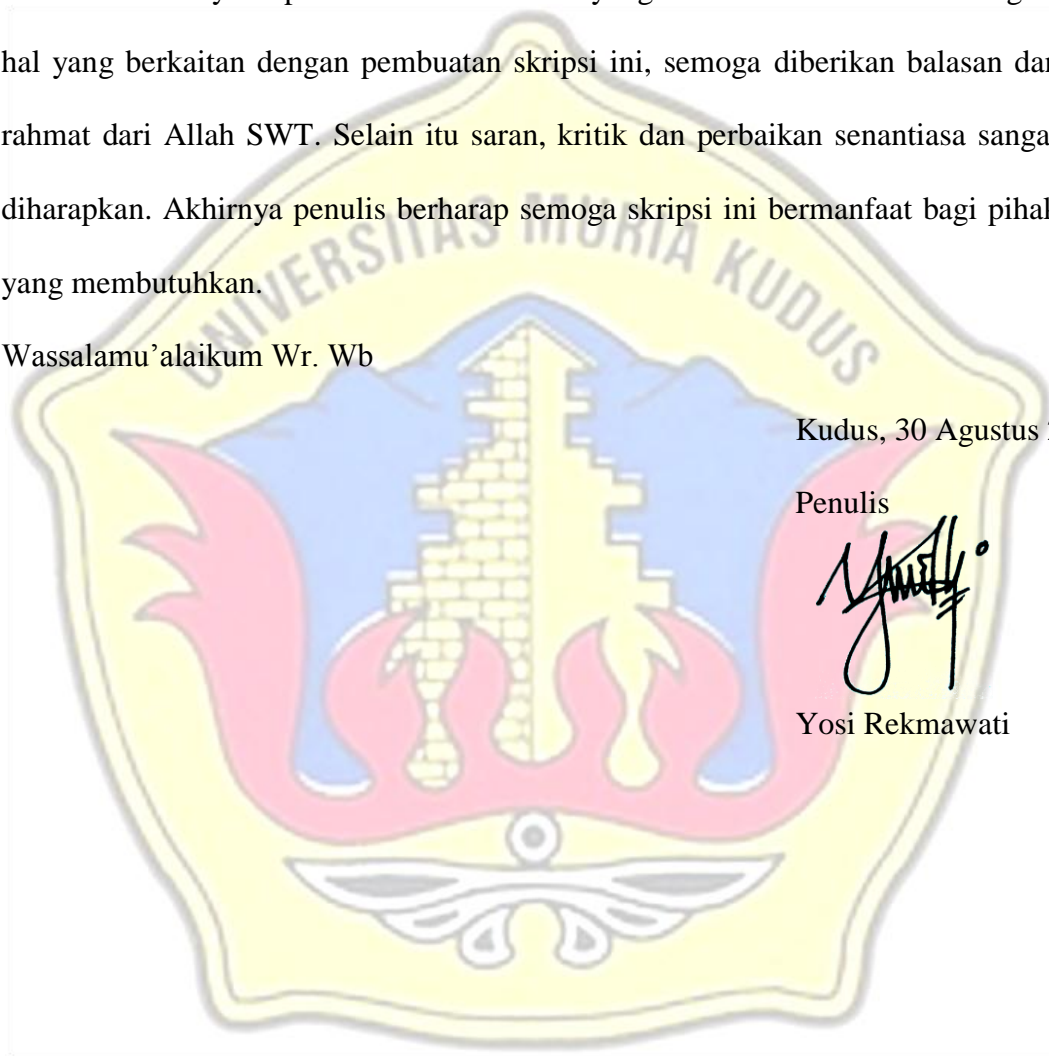 hal yang berkaitan dengan pembuatan skripsi ini, semoga diberikan balasan dan
rahmat dari Allah SWT. Selain itu saran, kritik dan perbaikan senantiasa sanga
diharapkan. Akhirnya penulis berharap semoga skripsi ini bermanfaat bagi pihak
yang membutuhkan.
UNIVERSITAS MURIA KUDUS
Wassalamu’alaikum Wr. Wb
Kudus, 30 Agustus
Penulis
Yosi Rekmawati